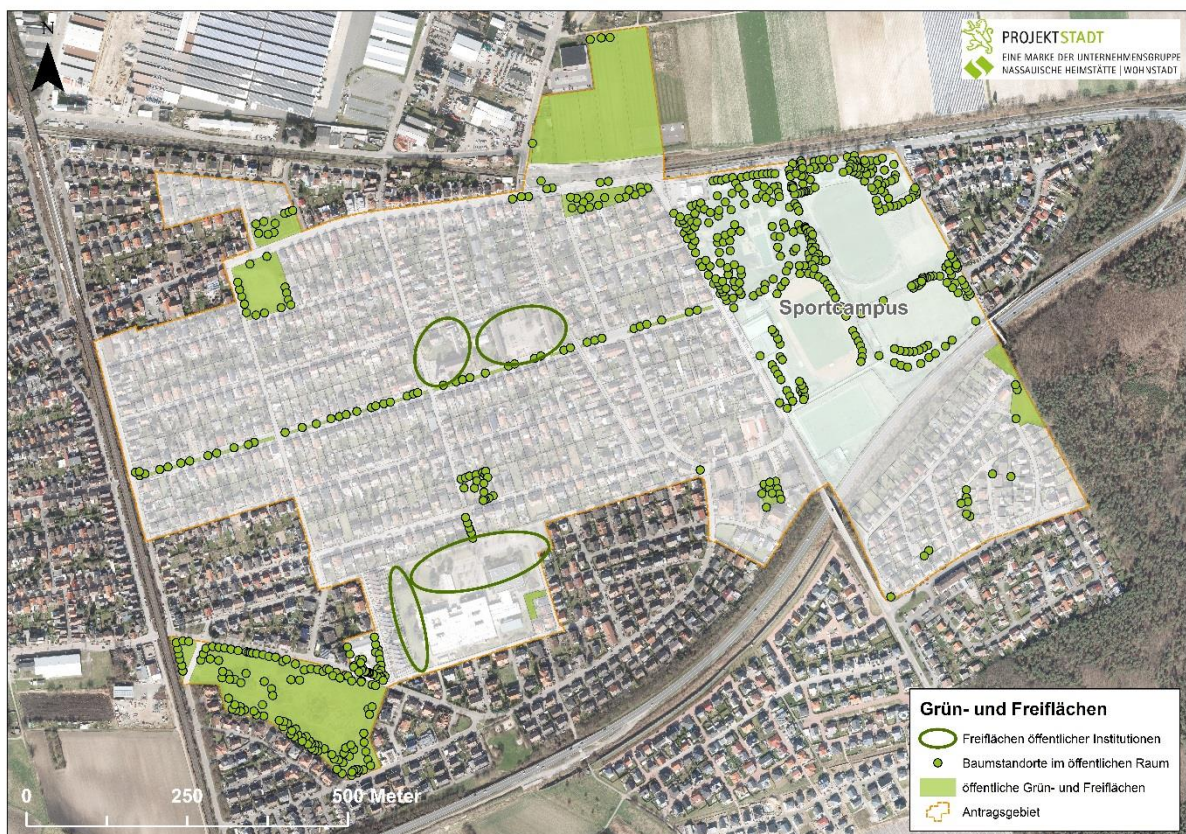 N
PROJEKTSTADT
EINE MARKE DER UNTERNEHMENSGRUPPE
NASSAUISCHE HEIMSTÄTTE | WOHNSTADT
Sportcampus
Grün- und Freiflächen
Freiflächen öffentlicher Institutionen
Baumstandorte im öffentlichen Raum
öffentliche Grün- und Freiflächen
Antragsgebiet
0 250 500 Meter